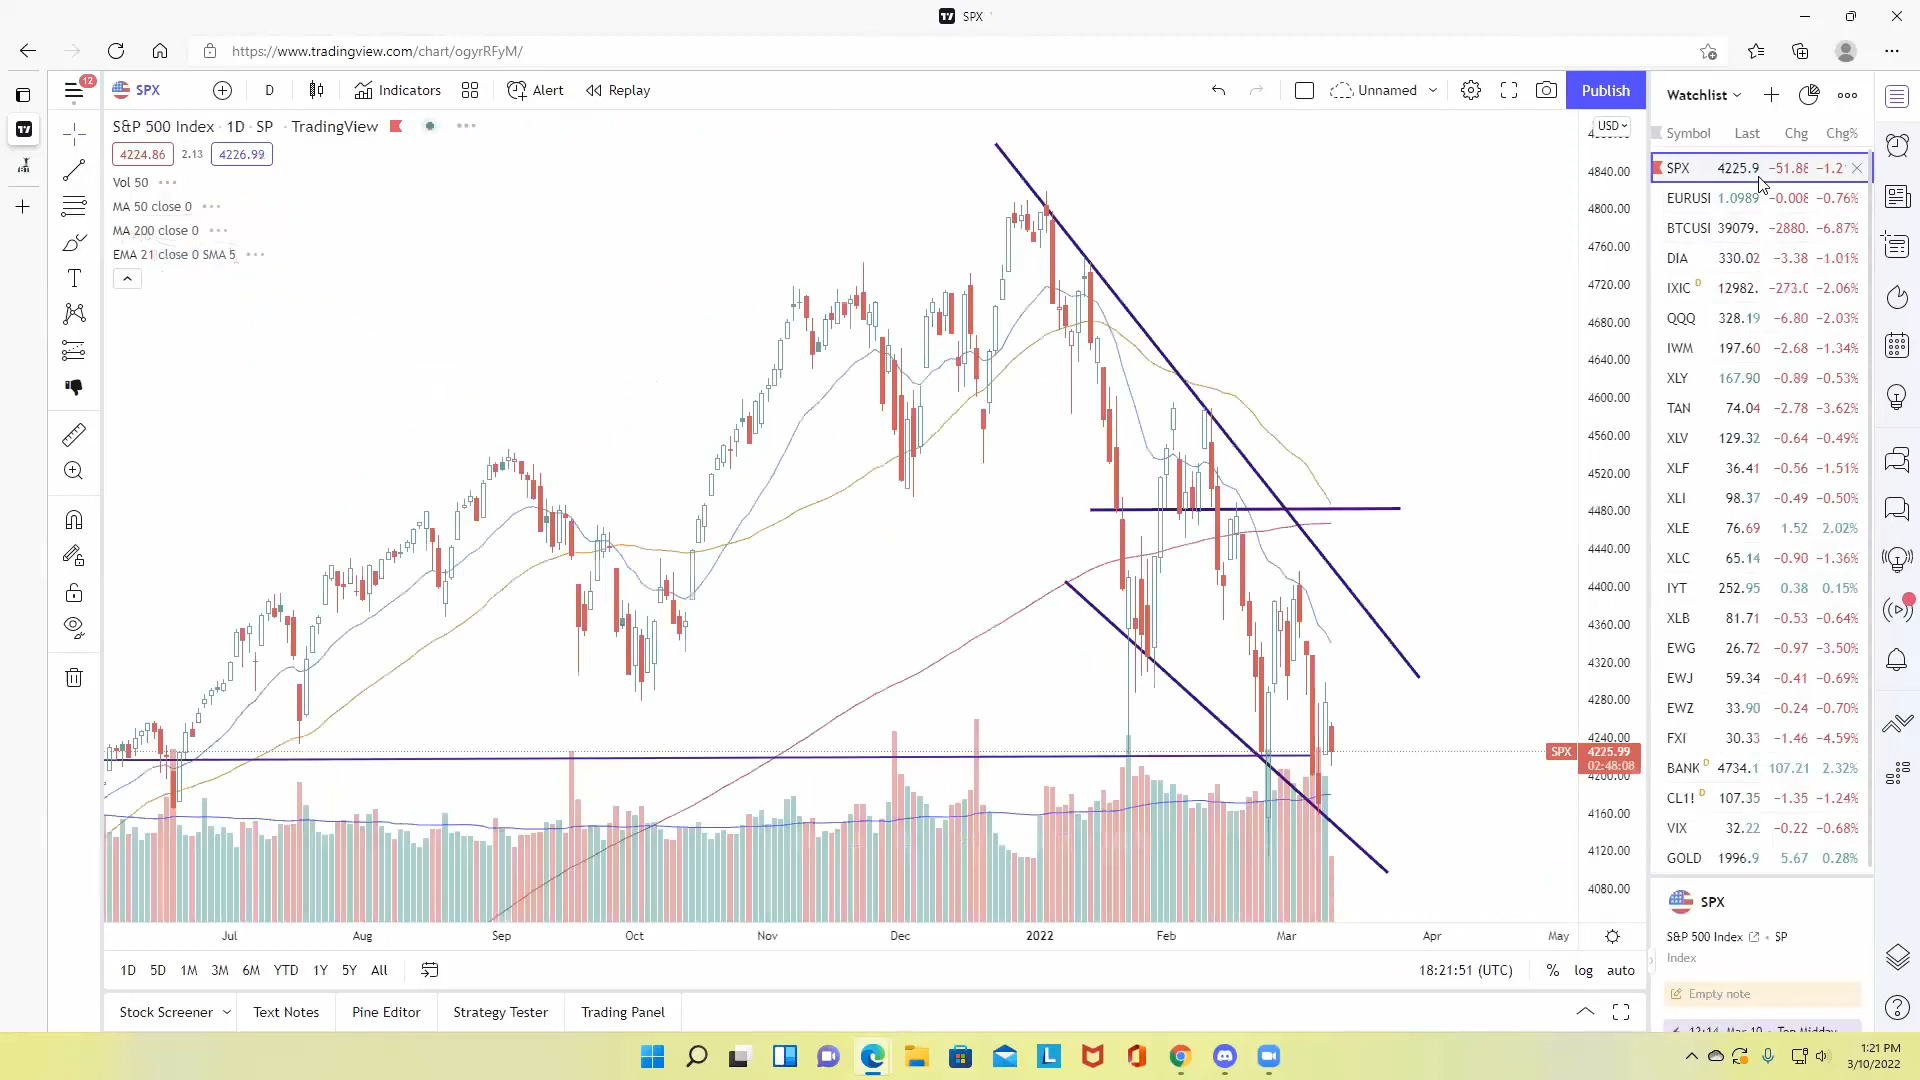 SPX
https://www.tradingview.com/chart/ogyrRFyM/
12
SPX
D
Indicators
Alert
Replay
Unnamed
Publish
S&P 500 Index · 1D · SP · TradingView
4224.86 2.13 4226.99
Vol 50
MA 50 close 0
MA 200 close 0
EMA 21 close 0 SMA 5
USD
4840.00
4800.00
4760.00
4720.00
4680.00
4640.00
4600.00
4560.00
4520.00
4480.00
4440.00
4400.00
4360.00
4320.00
4280.00
4240.00
SPX 4225.99
02:48:08
4200.00
4160.00
4120.00
4080.00
Jul Aug Sep Oct Nov Dec 2022 Feb Mar Apr May
1D 5D 1M 3M 6M YTD 1Y 5Y All
18:21:51 (UTC) % log auto
Stock Screener Text Notes Pine Editor Strategy Tester Trading Panel
Watchlist
Symbol Last Chg Chg%
SPX 4225.9 −51.88 −1.2
EURUSI 1.0989 −0.008 −0.76%
BTCUSI 39079. −2880. −6.87%
DIA 330.02 −3.38 −1.01%
IXIC D 12982. −273.0 −2.06%
QQQ 328.19 −6.80 −2.03%
IWM 197.60 −2.68 −1.34%
XLY 167.90 −0.89 −0.53%
TAN 74.04 −2.78 −3.62%
XLV 129.32 −0.64 −0.49%
XLF 36.41 −0.56 −1.51%
XLI 98.37 −0.49 −0.50%
XLE 76.69 1.52 2.02%
XLC 65.14 −0.90 −1.36%
IYT 252.95 0.38 0.15%
XLB 81.71 −0.53 −0.64%
EWG 26.72 −0.97 −3.50%
EWJ 59.34 −0.41 −0.69%
EWZ 33.90 −0.24 −0.70%
FXI 30.33 −1.46 −4.59%
BANK D 4734.1 107.21 2.32%
CL1! D 107.35 −1.35 −1.24%
VIX 32.22 −0.22 −0.68%
GOLD 1996.9 5.67 0.28%
SPX
S&P 500 Index · SP
Index
Empty note
1:21 PM
3/10/2022